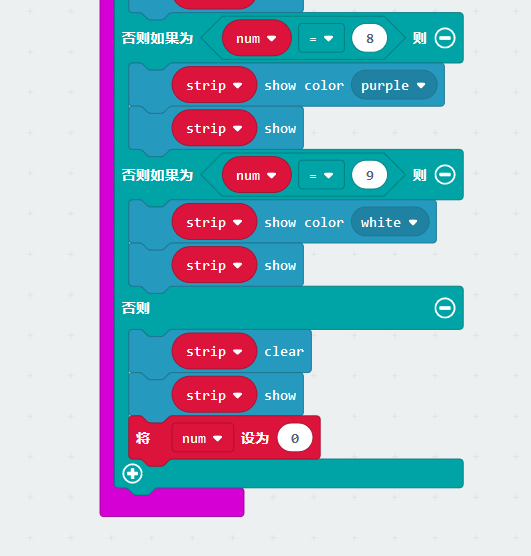 否则如果为 num = 8 则
strip show color purple
strip show
否则如果为 num = 9 则
strip show color white
strip show
否则
strip clear
strip show
将 num 设为 0